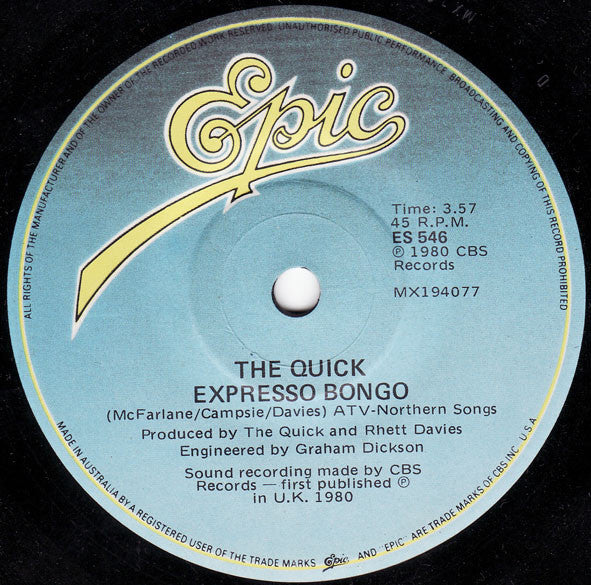 ALL RIGHTS OF THE MANUFACTURER AND OF THE OWNER OF THE RECORDED WORK RESERVED · UNAUTHORISED PUBLIC PERFORMANCE BROADCASTING AND COPYING OF THIS RECORD PROHIBITED
Epic
Time: 3.57
45 R.P.M.
ES 546
℗ 1980 CBS
Records
MX194077
THE QUICK
EXPRESSO BONGO
(McFarlane/Campsie/Davies) ATV-Northern Songs
Produced by The Quick and Rhett Davies
Engineered by Graham Dickson
Sound recording made by CBS
Records — first published ℗
in U.K. 1980
MADE IN AUSTRALIA BY A REGISTERED USER OF THE TRADE MARKS Epic AND "EPIC" ARE TRADE MARKS OF CBS INC. U.S.A